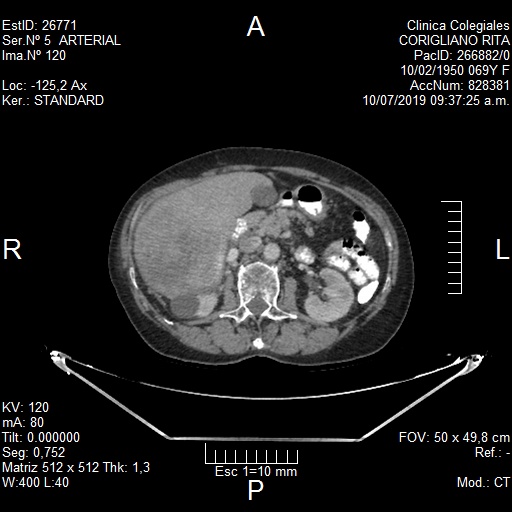 EstID: 26771
Ser.Nº 5 ARTERIAL
Ima.Nº 120
Loc: -125,2 Ax
Ker.: STANDARD
A
Clinica Colegiales
CORIGLIANO RITA
PacID: 266882/0
10/02/1950 069Y F
AccNum: 828381
10/07/2019 09:37:25 a.m.
R
L
KV: 120
mA: 80
Tilt: 0.000000
Seg: 0,752
Matriz 512 x 512 Thk: 1,3
W:400 L:40
Esc 1=10 mm
P
FOV: 50 x 49,8 cm
Ref.: -
Mod.: CT